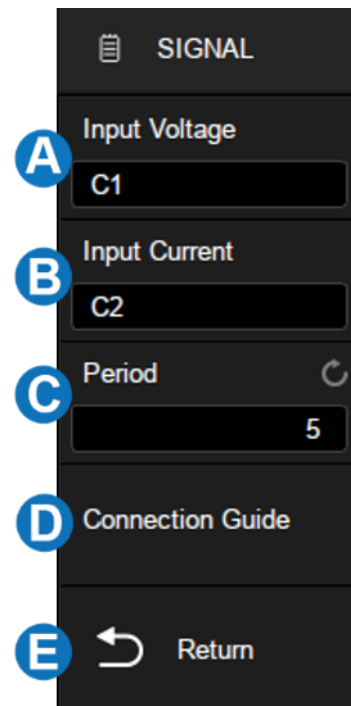 SIGNAL
A
Input Voltage
C1
B
Input Current
C2
C
Period
5
D
Connection Guide
E
Return